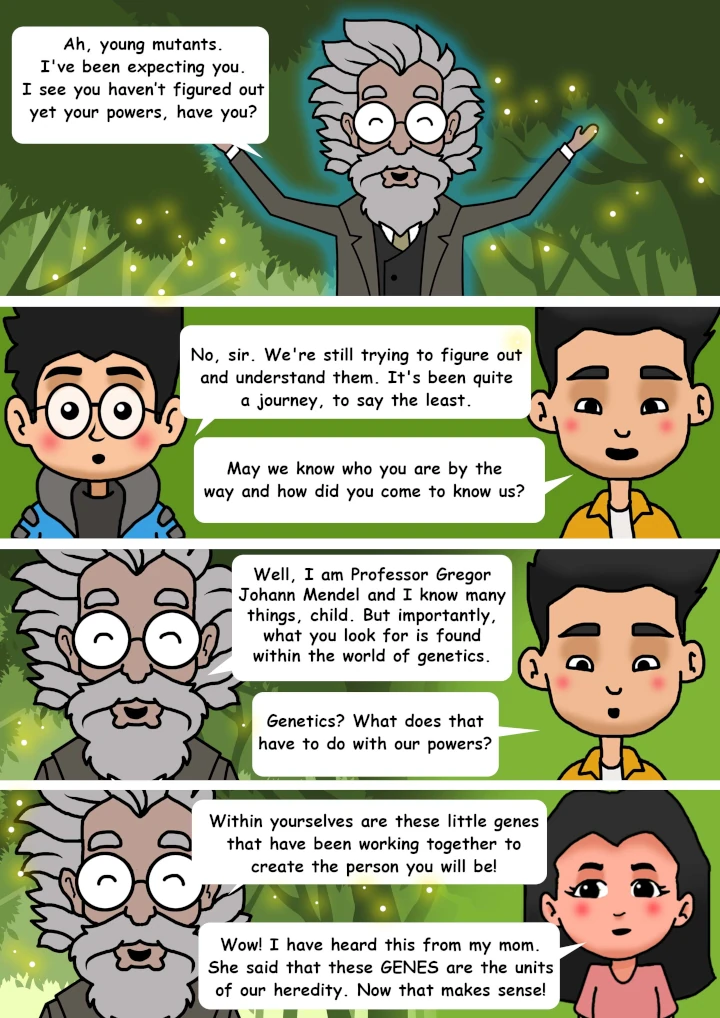 Ah, young mutants.
I've been expecting you.
I see you haven't figured out
yet your powers, have you?
No, sir. We're still trying to figure out
and understand them. It's been quite
a journey, to say the least.
May we know who you are by the
way and how did you come to know us?
Well, I am Professor Gregor
Johann Mendel and I know many
things, child. But importantly,
what you look for is found
within the world of genetics.
Genetics? What does that
have to do with our powers?
Within yourselves are these little genes
that have been working together to
create the person you will be!
Wow! I have heard this from my mom.
She said that these GENES are the units
of our heredity. Now that makes sense!